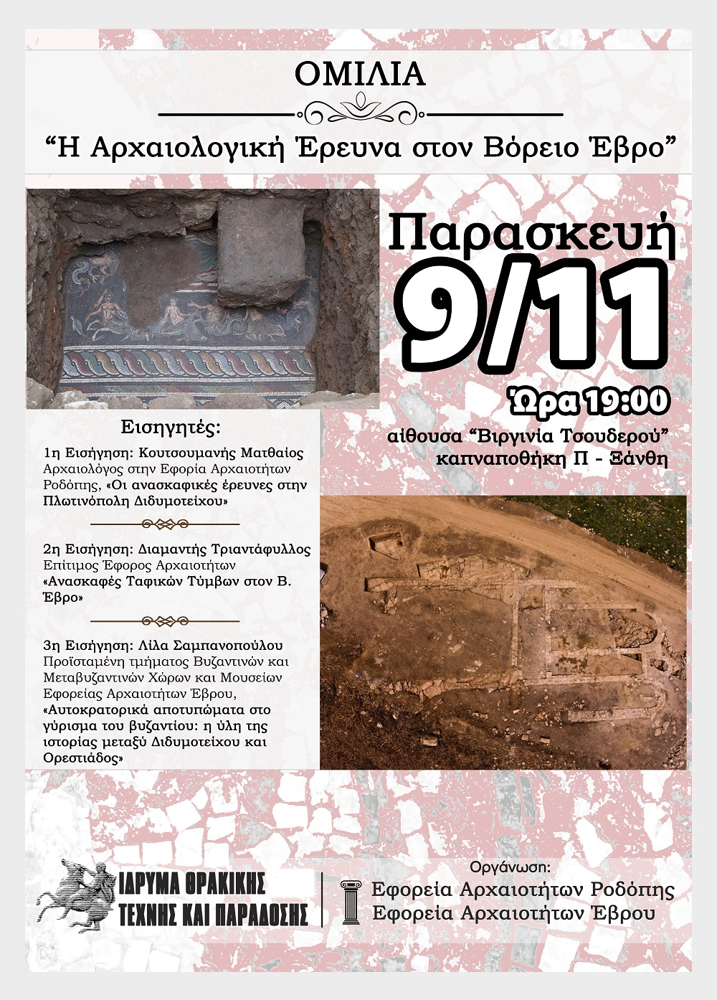 ΟΜΙΛΙΑ
“Η Αρχαιολογική Έρευνα στον Βόρειο Έβρο”
Παρασκευή
9/11
Ώρα 19:00
αίθουσα “Βιργινία Τσουδερού”
καπναποθήκη Π - Ξάνθη
Εισηγητές:
1η Εισήγηση: Κουτσουμανής Ματθαίος
Αρχαιολόγος στην Εφορία Αρχαιοτήτων
Ροδόπης, «Οι ανασκαφικές έρευνες στην
Πλωτινόπολη Διδυμοτείχου»
2η Εισήγηση: Διαμαντής Τριαντάφυλλος
Επίτιμος Έφορος Αρχαιοτήτων
«Ανασκαφές Ταφικών Τύμβων στον Β.
Έβρο»
3η Εισήγηση: Λίλα Σαμπανοπούλου
Προϊσταμένη τμήματος Βυζαντινών και
Μεταβυζαντινών Χώρων και Μουσείων
Εφορείας Αρχαιοτήτων Έβρου,
«Αυτοκρατορικά αποτυπώματα στο
γύρισμα του βυζαντίου: η ύλη της
ιστορίας μεταξύ Διδυμοτείχου και
Ορεστιάδος»
ΙΔΡΥΜΑ ΘΡΑΚΙΚΗΣ
ΤΕΧΝΗΣ ΚΑΙ ΠΑΡΑΔΟΣΗΣ
Οργάνωση:
Εφορεία Αρχαιοτήτων Ροδόπης
Εφορεία Αρχαιοτήτων Έβρου